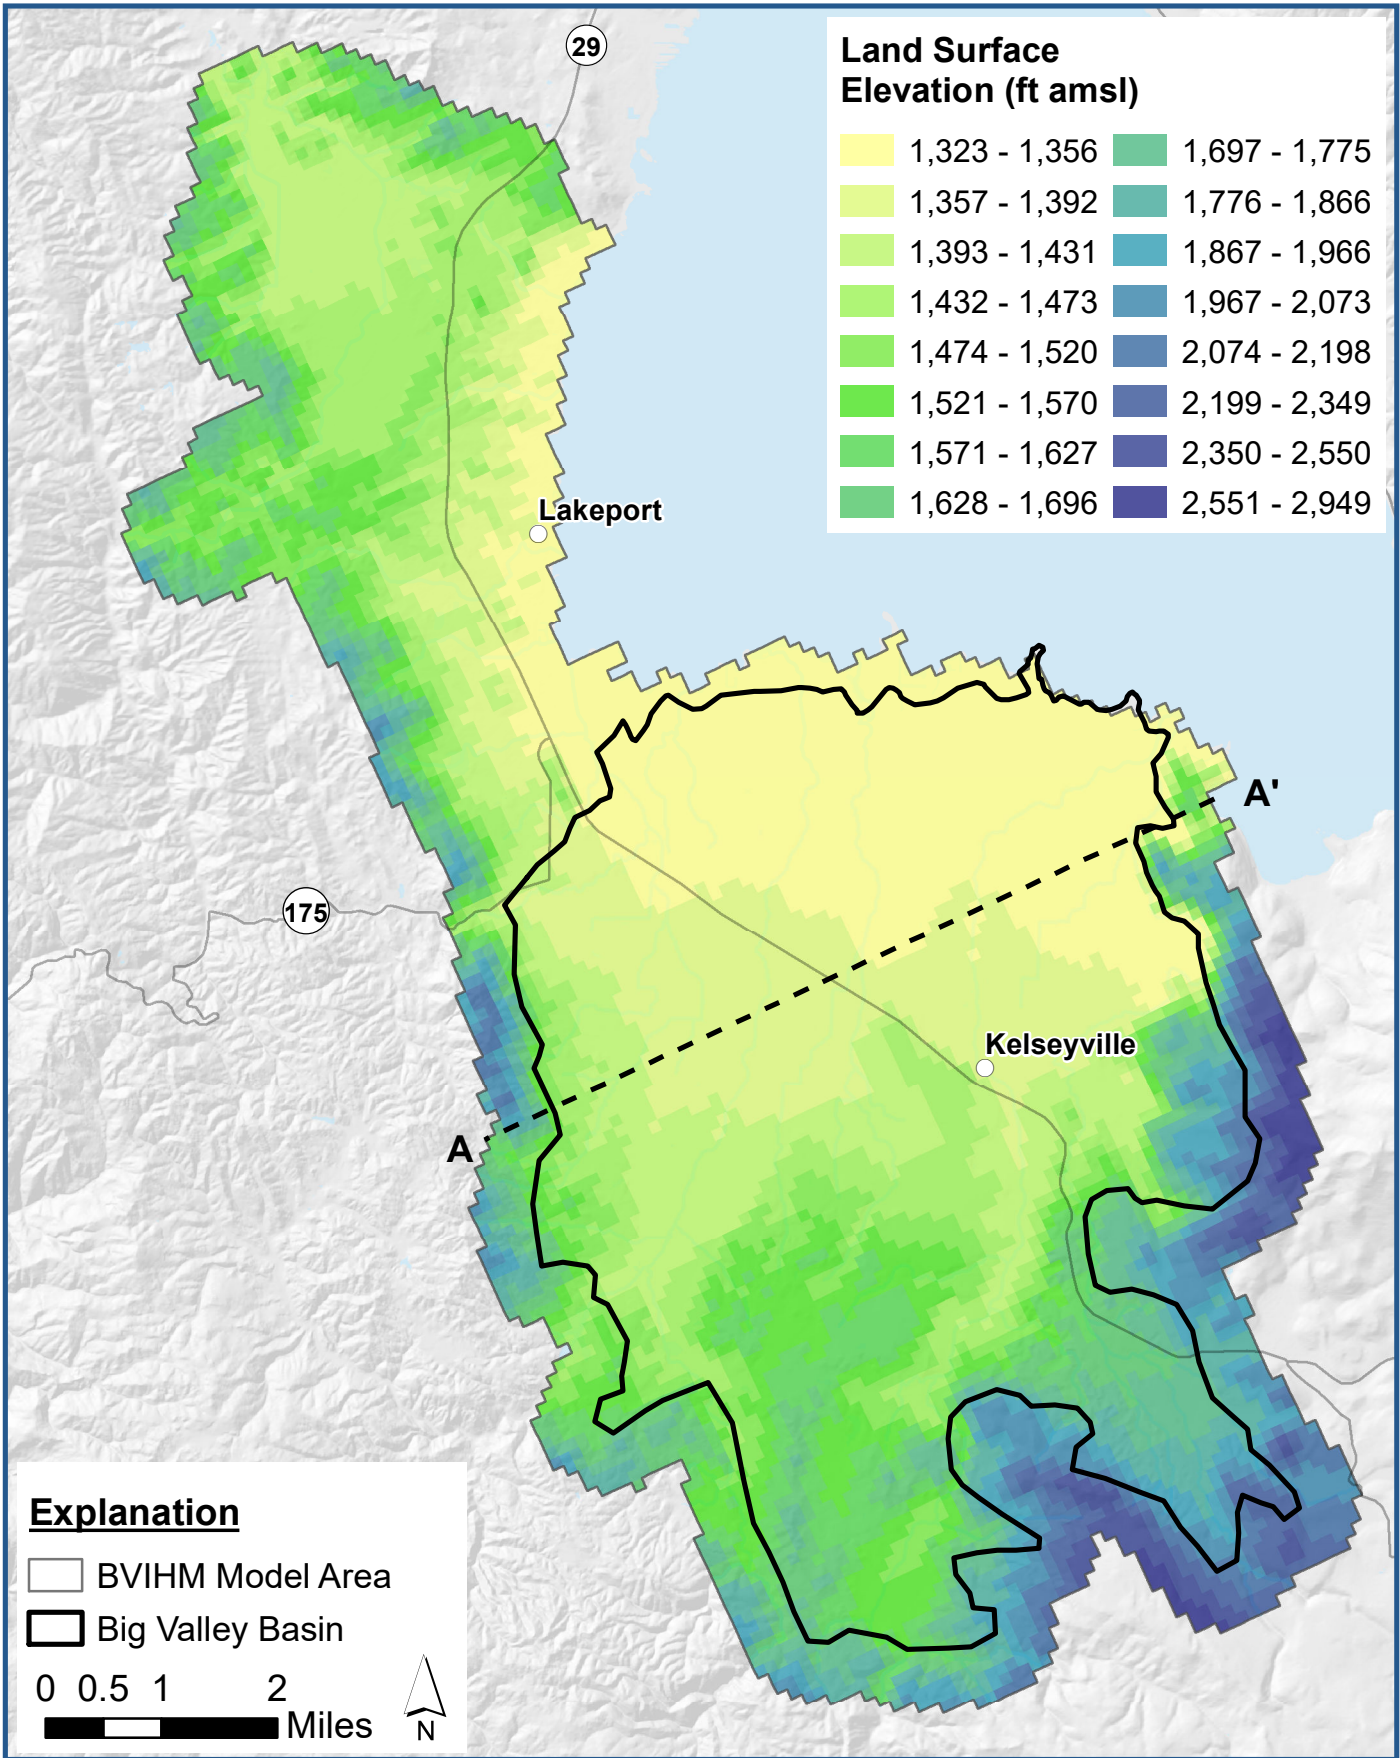 29
Land Surface
Elevation (ft amsl)
1,323 - 1,356 1,697 - 1,775
1,357 - 1,392 1,776 - 1,866
1,393 - 1,431 1,867 - 1,966
1,432 - 1,473 1,967 - 2,073
1,474 - 1,520 2,074 - 2,198
1,521 - 1,570 2,199 - 2,349
1,571 - 1,627 2,350 - 2,550
1,628 - 1,696 2,551 - 2,949
Lakeport
A'
175
Kelseyville
A
Explanation
BVIHM Model Area
Big Valley Basin
0 0.5 1 2
Miles
N